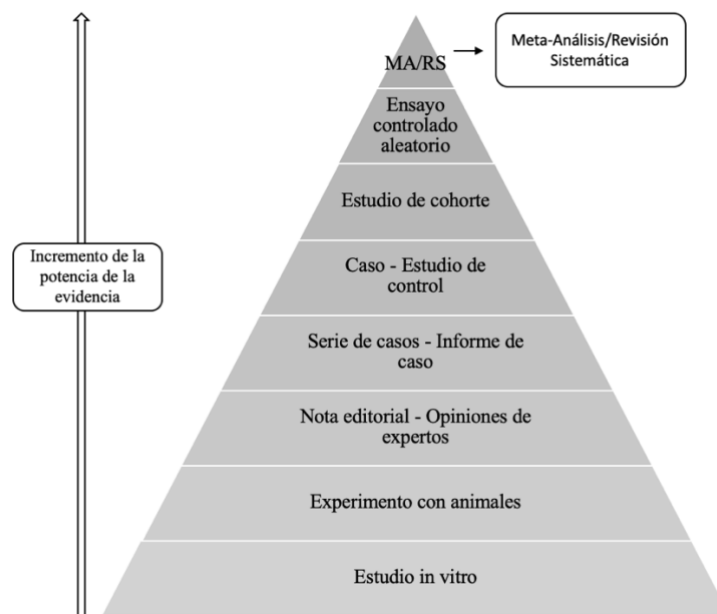 Meta-Análisis/Revisión
Sistemática
MA/RS
Ensayo
controlado
aleatorio
Estudio de cohorte
Incremento de la
potencia de la
evidencia
Caso - Estudio de
control
Serie de casos - Informe de
caso
Nota editorial - Opiniones de
expertos
Experimento con animales
Estudio in vitro